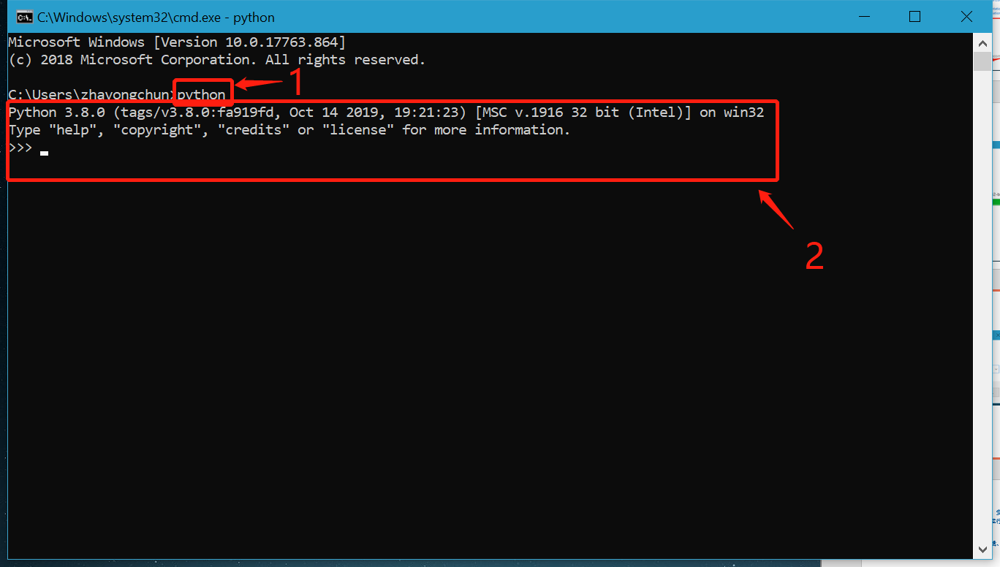 C:\Windows\system32\cmd.exe - python
Microsoft Windows [Version 10.0.17763.864]
(c) 2018 Microsoft Corporation. All rights reserved.
1
C:\Users\zhayongchun>python
Python 3.8.0 (tags/v3.8.0:fa919fd, Oct 14 2019, 19:21:23) [MSC v.1916 32 bit (Intel)] on win32
Type "help", "copyright", "credits" or "license" for more information.
>>>
2